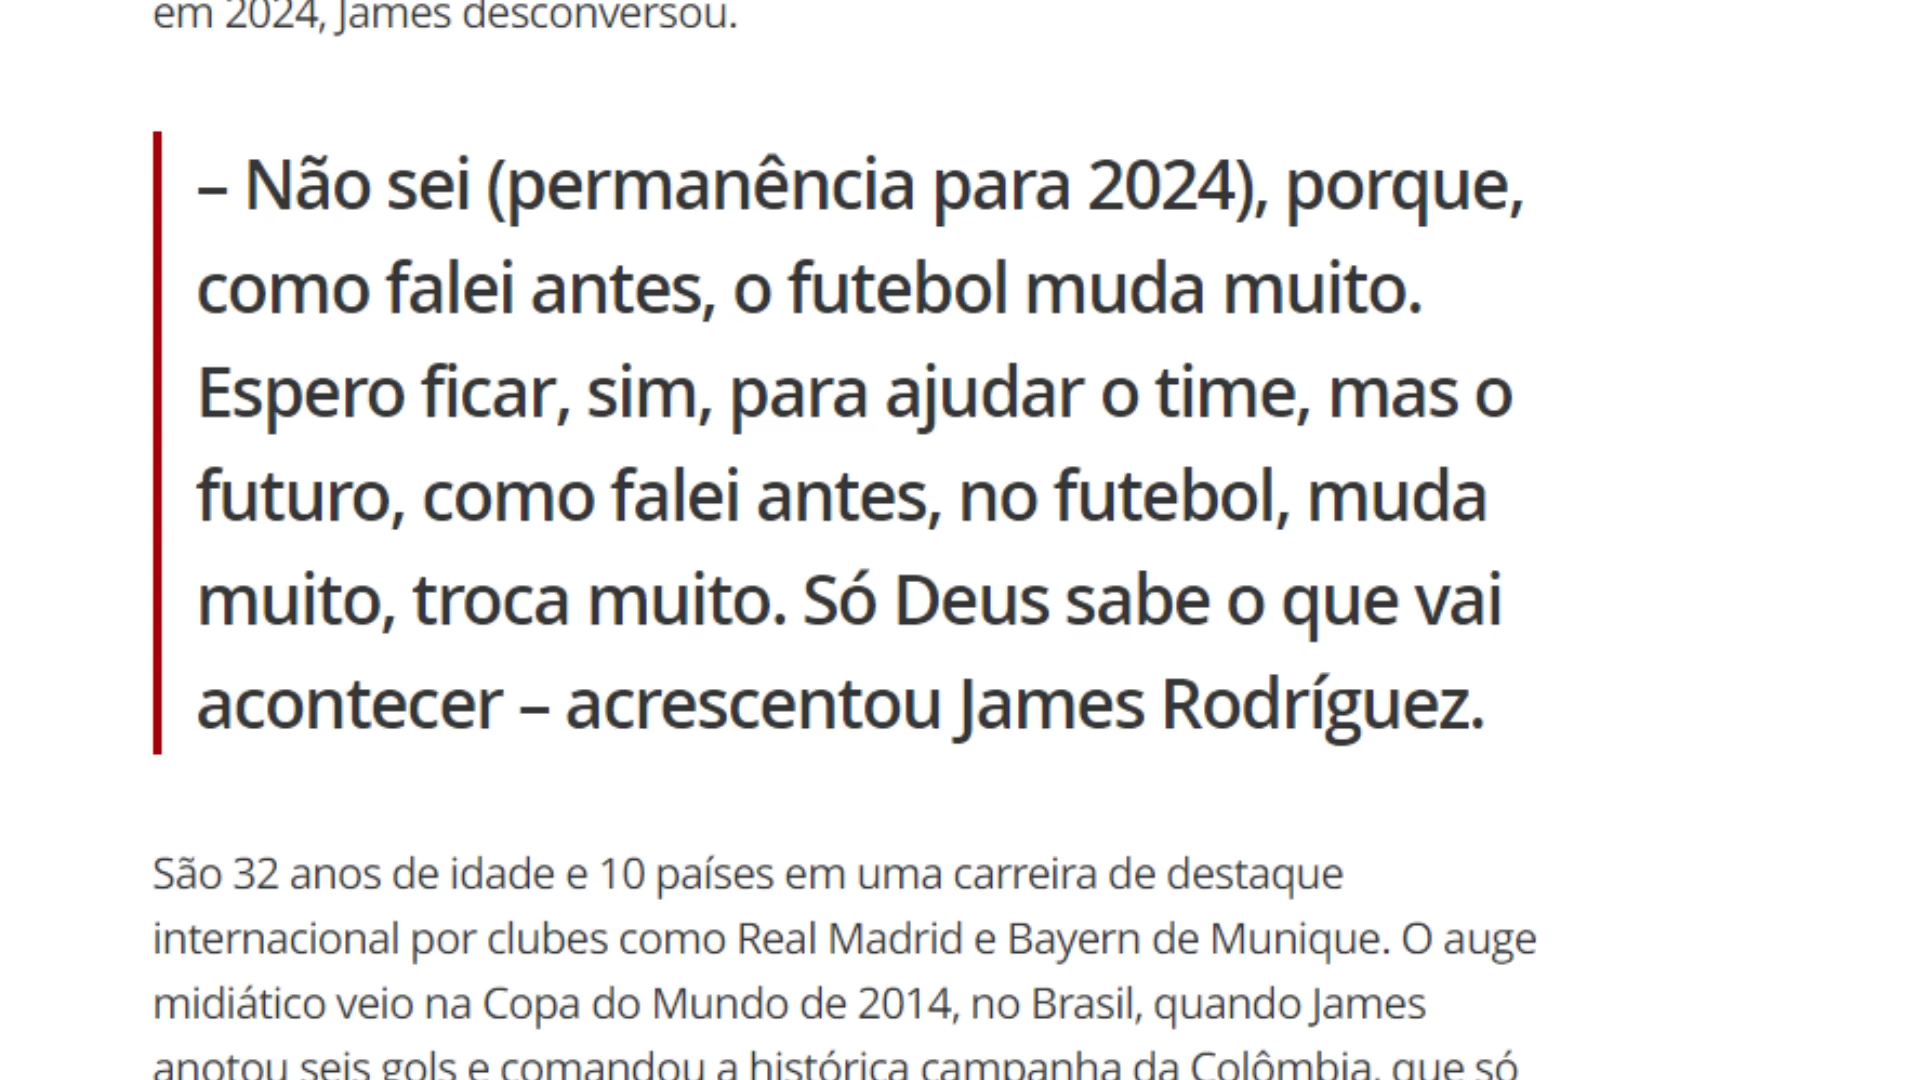 em 2024, James desconversou.
– Não sei (permanência para 2024), porque,
como falei antes, o futebol muda muito.
Espero ficar, sim, para ajudar o time, mas o
futuro, como falei antes, no futebol, muda
muito, troca muito. Só Deus sabe o que vai
acontecer – acrescentou James Rodríguez.
São 32 anos de idade e 10 países em uma carreira de destaque
internacional por clubes como Real Madrid e Bayern de Munique. O auge
midiático veio na Copa do Mundo de 2014, no Brasil, quando James
anotou seis gols e comandou a histórica campanha da Colômbia, que só